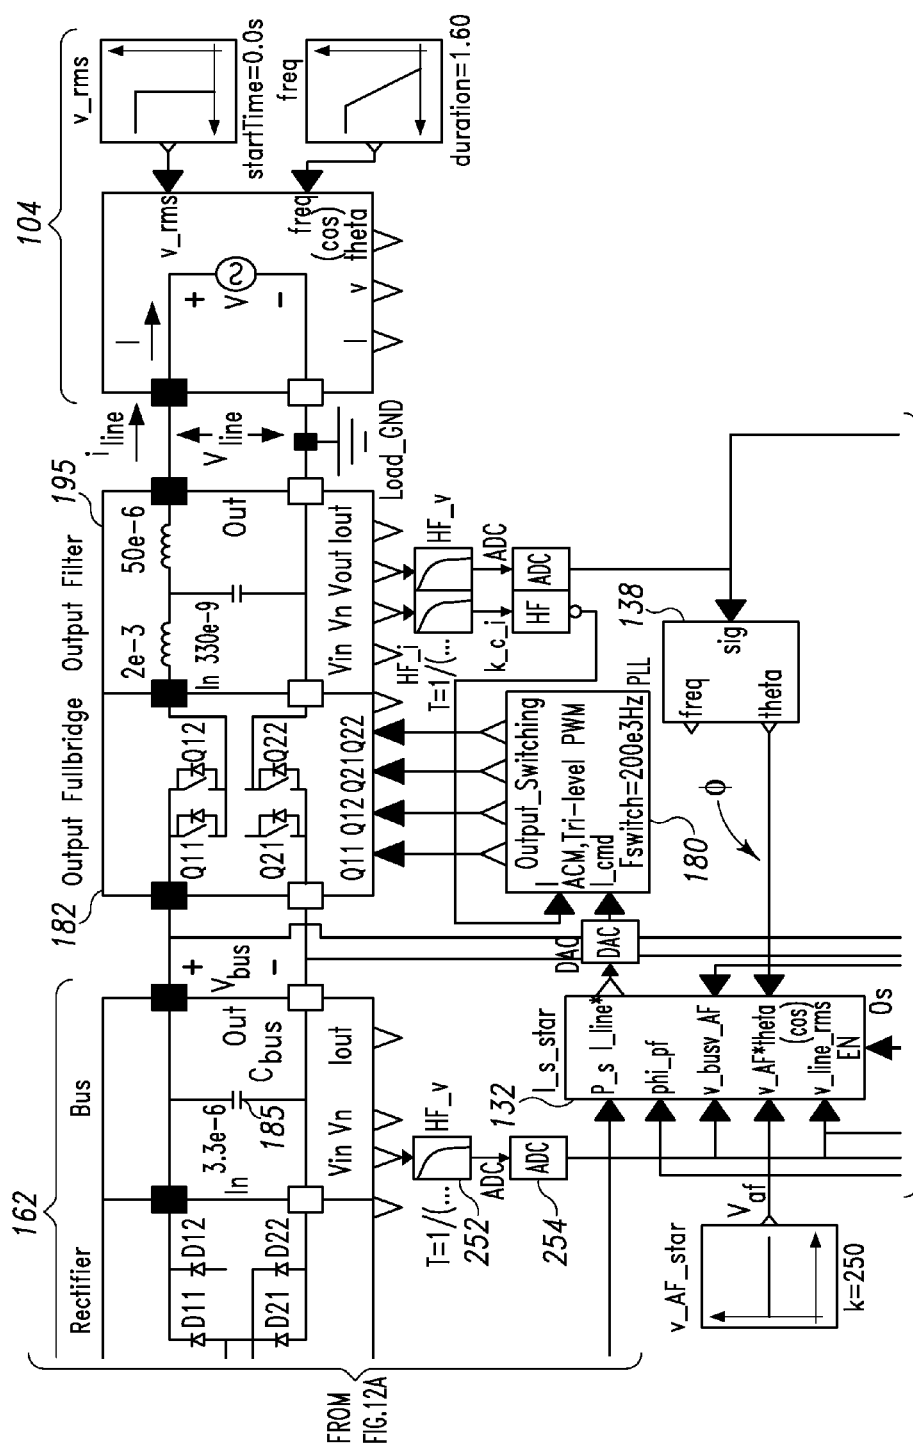 FROM
FIG.12A
162
Rectifier
Bus
D11
D12
D21
D22
In
3.3e-6
185
C bus
Out
Vin Vn
Iout
T=1/(...
HF_v
252
ADC
ADC
254
+
V bus
-
182
Output Fullbridge
Output Filter
195
Q11
Q12
Q21
Q22
2e-3
50e-6
In 330e-9
Out
Q11 Q12 Q21 Q22
Vin Vn Vout Iout
Load_GND
i line
V line
104
I
+
V
-
v_rms
freq
(cos)
theta
I
v
v_rms
startTime=0.0s
freq
duration=1.60
HF_i
T=1/(...
HF_v
k_c_i
ADC
HF
ADC
Output_Switching
I
ACM,Tri-level PWM
I_cmd
Fswitch=200e3Hz
180
PLL
138
freq
sig
theta
Φ
DAC
DAC
132
I_s_star
P_s I_line*
phi_pf
v_busv_AF
v_AF*theta
(cos)
v_line_rms
EN
0s
Vaf
v_AF_star
k=250